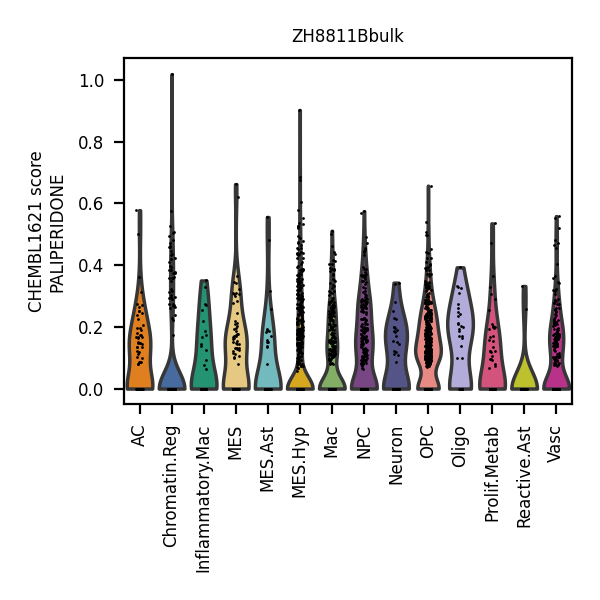 ZH8811Bbulk
CHEMBL1621 score
PALIPERIDONE
1.0
0.8
0.6
0.4
0.2
0.0
AC
Chromatin.Reg
Inflammatory.Mac
MES
MES.Ast
MES.Hyp
Mac
NPC
Neuron
OPC
Oligo
Prolif.Metab
Reactive.Ast
Vasc